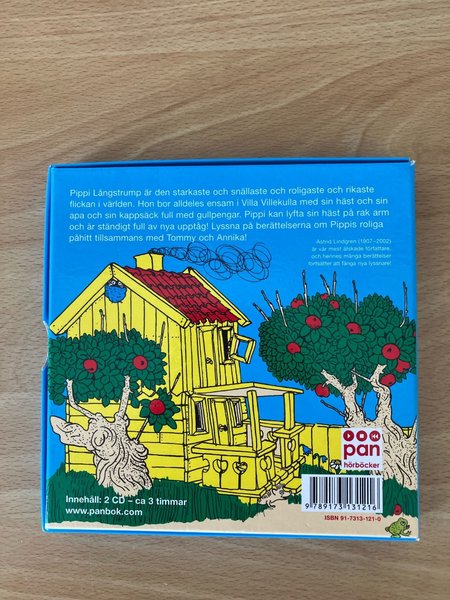 Pippi Långstrump är den starkaste och snällaste och roligaste och rikaste
flickan i världen. Hon bor alldeles ensam i Villa Villekulla med sin häst och sin
apa och sin kappsäck full med gullpengar. Pippi kan lyfta sin häst på rak arm
och är ständigt full av nya upptåg! Lyssna på berättelserna om Pippis roliga
påhitt tillsammans med Tommy och Annika!
Astrid Lindgren (1907–2002)
är vår mest älskade författare,
och hennes många berättelser
fortsätter att fånga nya lyssnare!
pan
hörböcker
Innehåll: 2 CD – ca 3 timmar
www.panbok.com
9 789173 131216
ISBN 91-7313-121-0